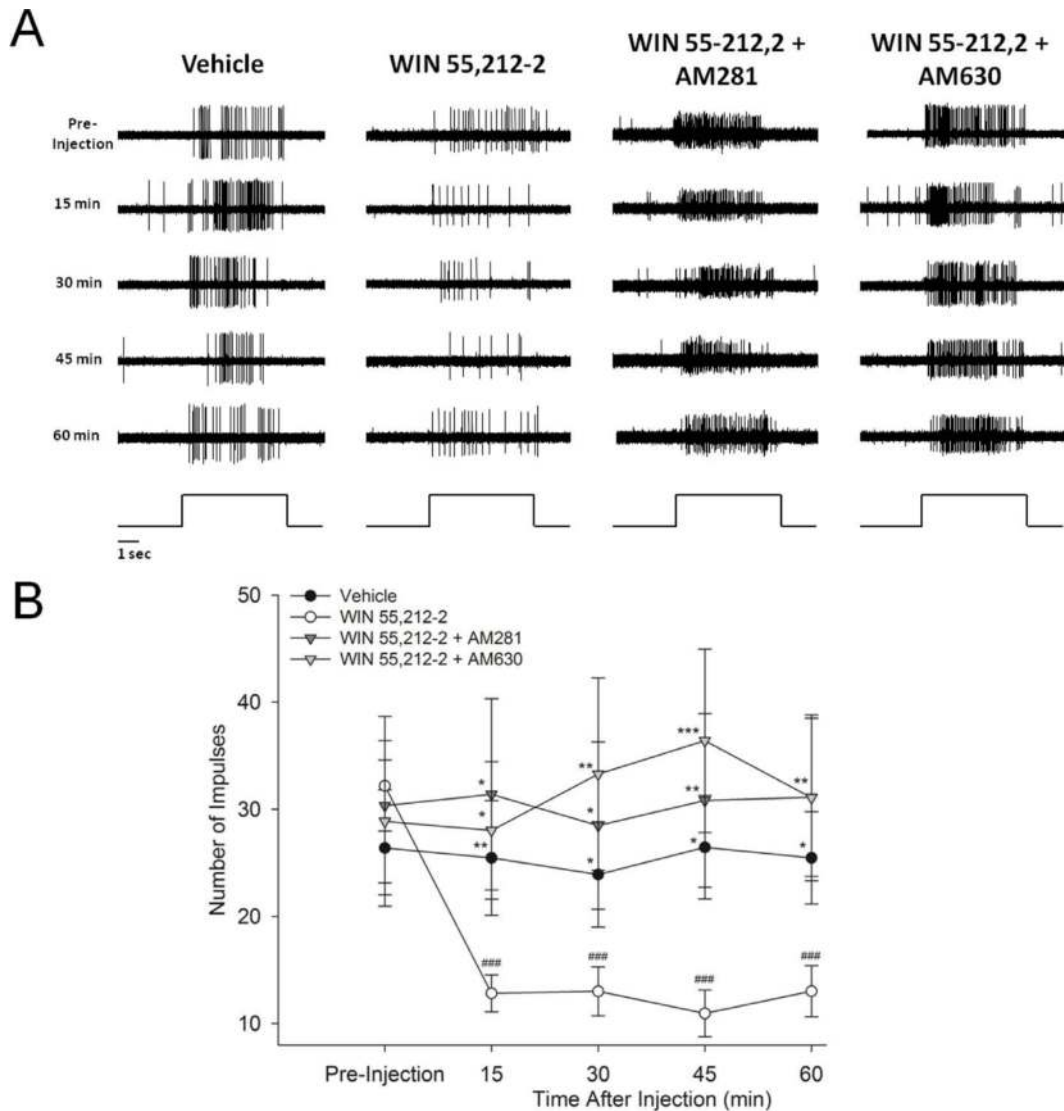 A
Vehicle
WIN 55,212-2
WIN 55-212,2 +
AM281
WIN 55-212,2 +
AM630
Pre-
Injection
15 min
30 min
45 min
60 min
1 sec
B
Vehicle
WIN 55,212-2
WIN 55,212-2 + AM281
WIN 55,212-2 + AM630
Number of Impulses
50
40
30
20
10
***
** ** **
* * *
** * * *
### ### ### ###
Pre-Injection 15 30 45 60
Time After Injection (min)